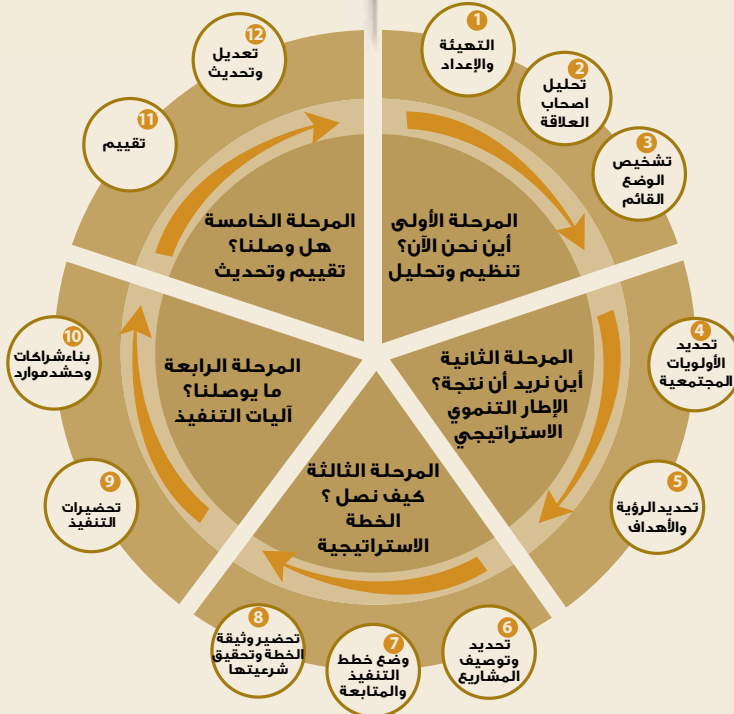 1
التهيئة
والإعداد
2
تحليل
اصحاب
العلاقة
3
تشخيص
الوضع
القائم
المرحلة الأولى
أين نحن الآن؟
تنظيم وتحليل
4
تحديد
الأولويات
المجتمعية
5
تحديد الرؤية
والأهداف
المرحلة الثانية
أين نريد أن نتجة؟
الإطار التنموي
الاستراتيجي
6
تحديد
وتوصيف
المشاريع
7
وضع خطط
التنفيذ
والمتابعة
8
تحضير وثيقة
الخطة وتحقيق
شرعيتها
المرحلة الثالثة
كيف نصل ؟
الخطة
الاستراتيجية
9
تحضيرات
التنفيذ
10
بناء شراكات
وحشد موارد
المرحلة الرابعة
ما يوصلنا؟
آليات التنفيذ
11
تقييم
12
تعديل
وتحديث
المرحلة الخامسة
هل وصلنا؟
تقييم وتحديث